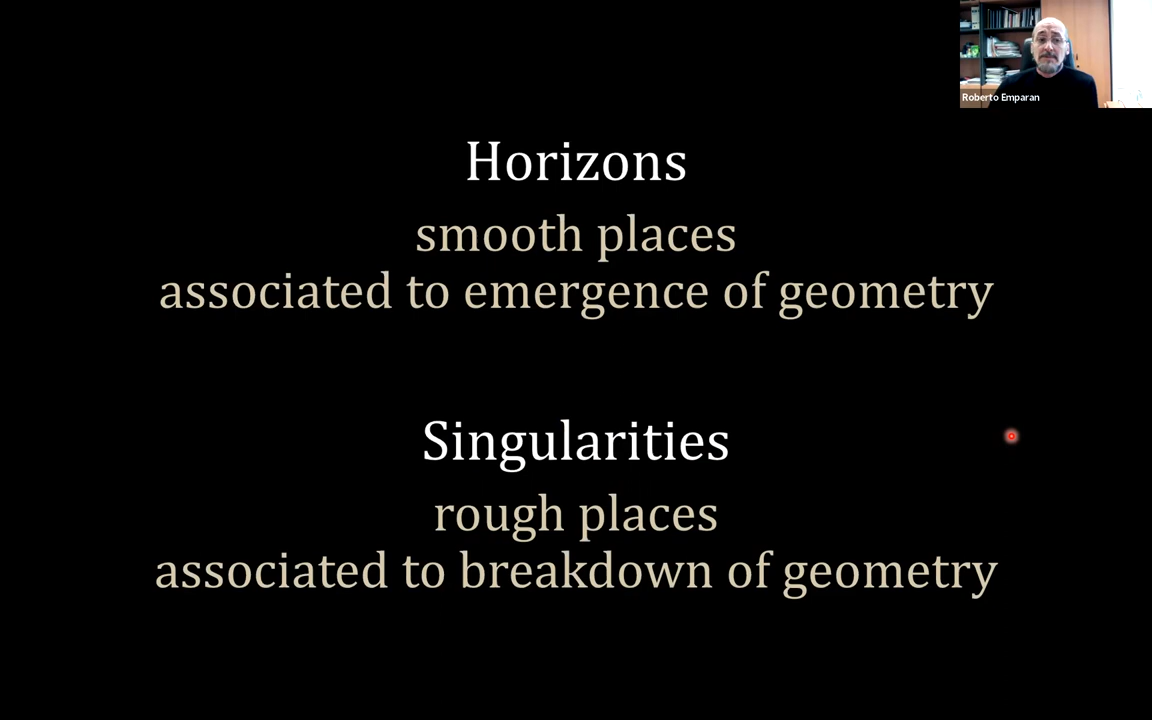 Roberto Emparan
Horizons
smooth places
associated to emergence of geometry
Singularities
rough places
associated to breakdown of geometry